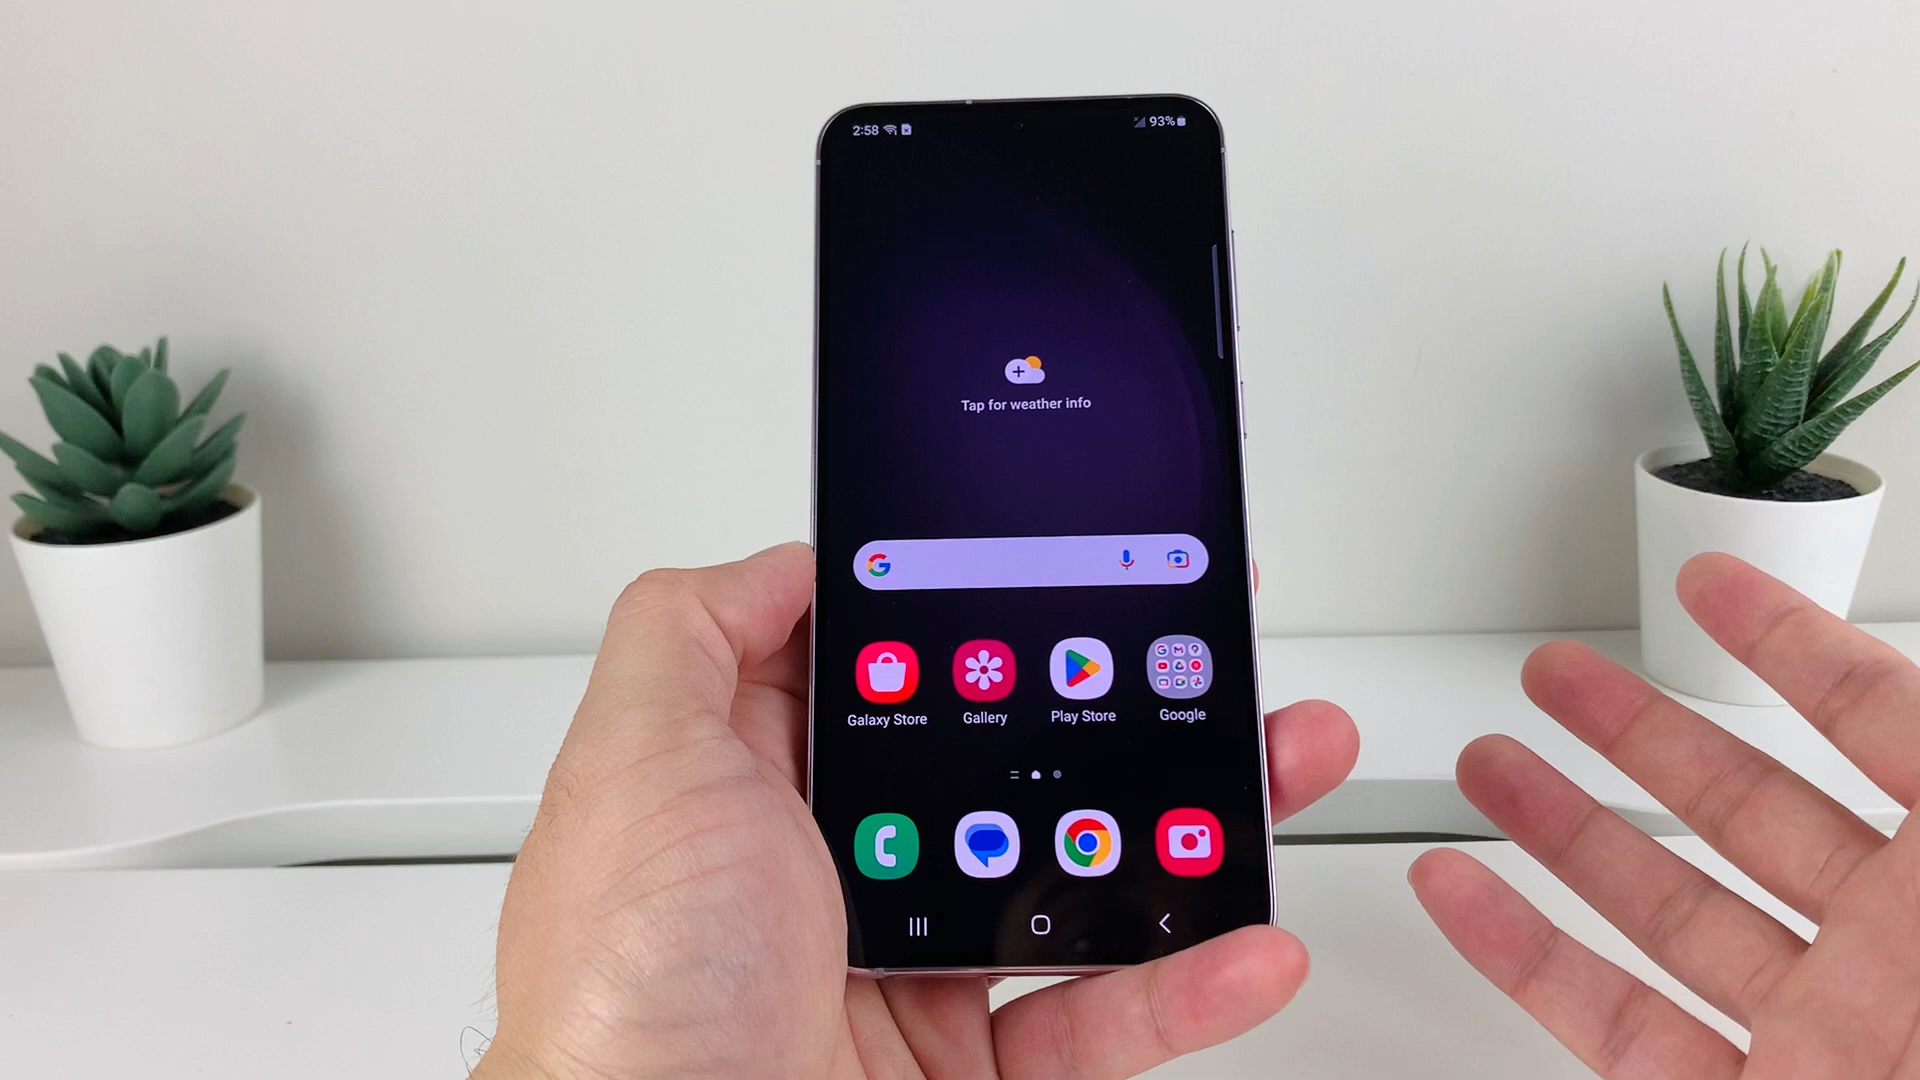 2:58
93%
Tap for weather info
Galaxy Store
Gallery
Play Store
Google